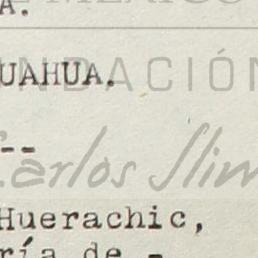 A.
UAHUA.
NDACIÓN
--
Carlos Slim
Huerachic,
ría de -